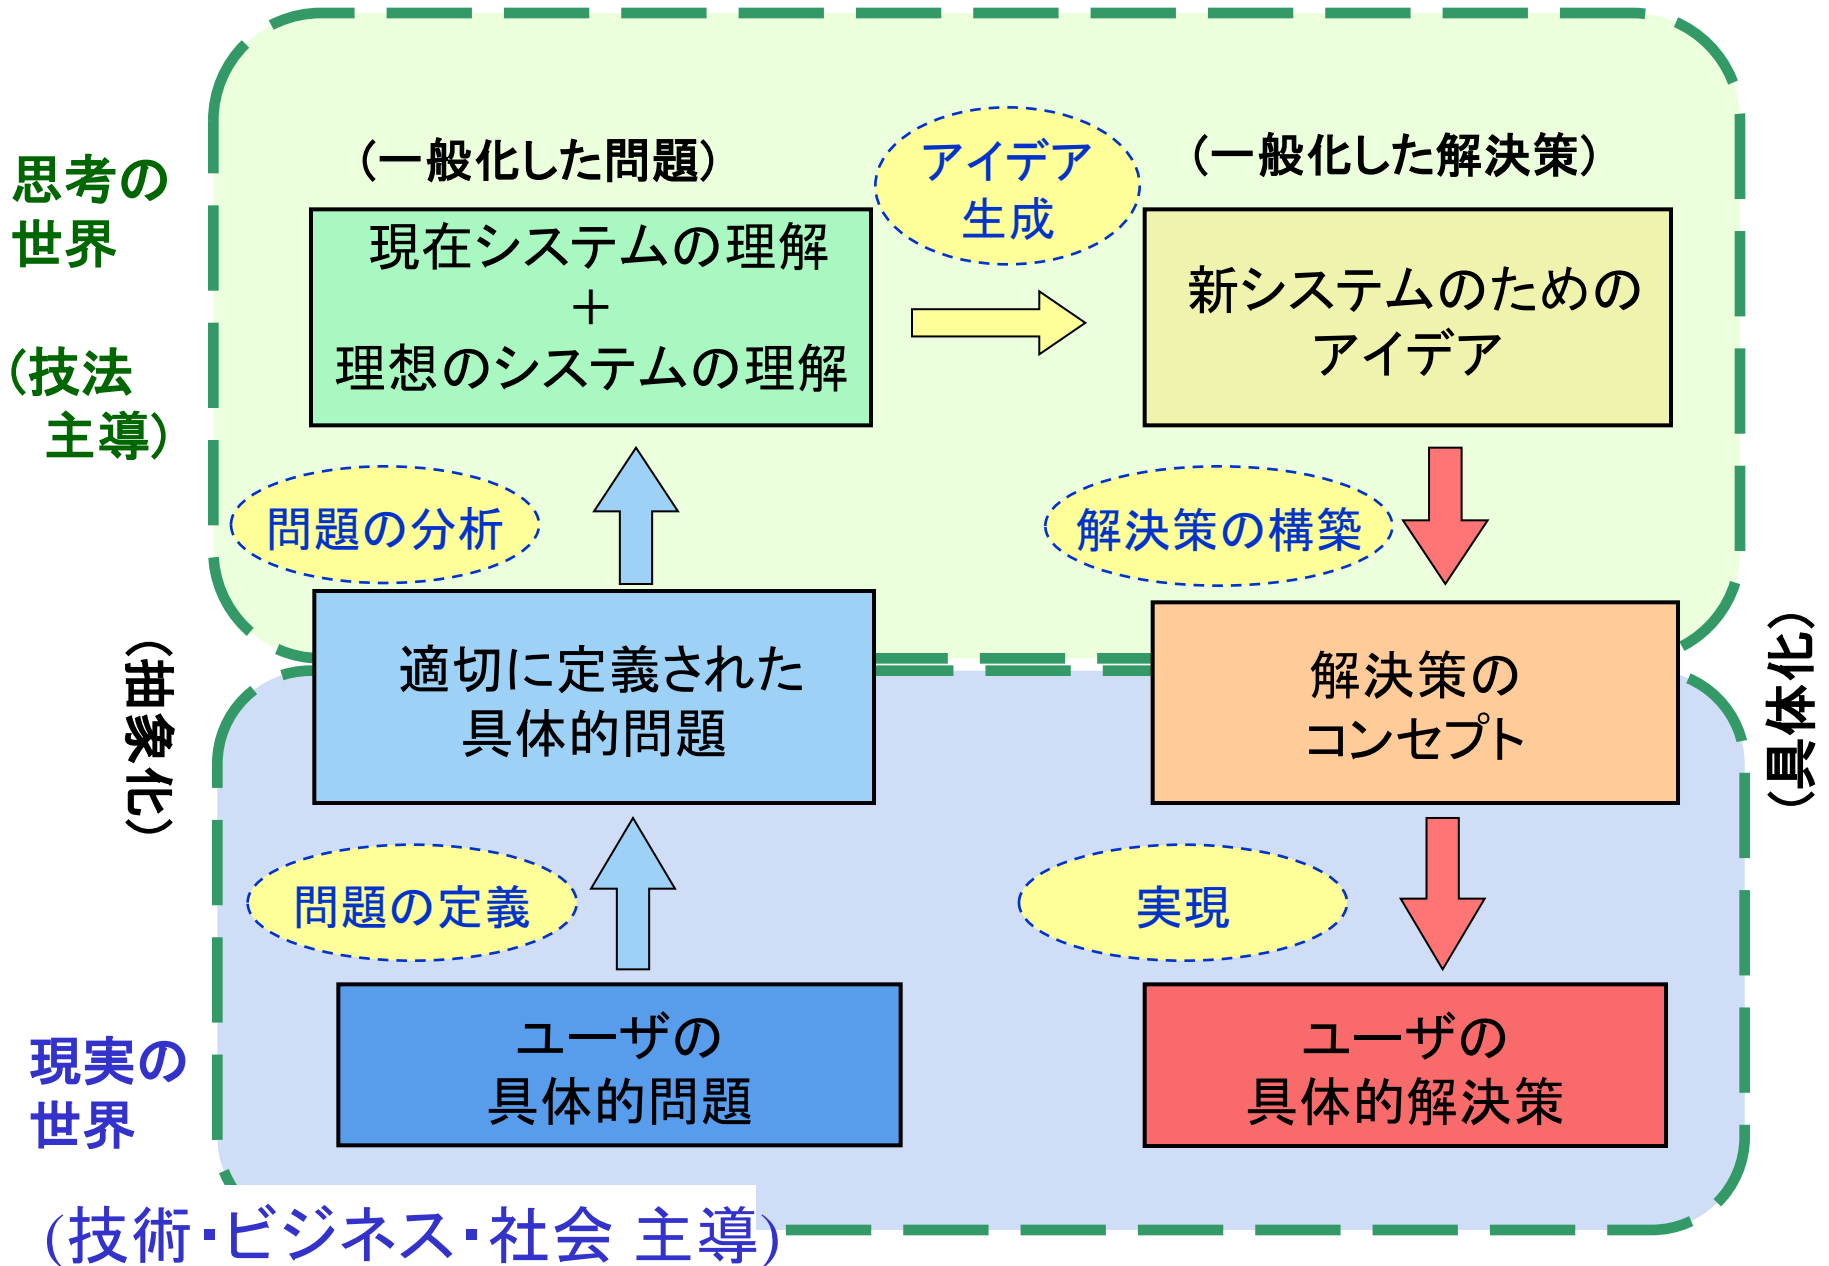 思考の
世界
（技法
主導）
（一般化した問題）
現在システムの理解
＋
理想のシステムの理解
アイデア
生成
（一般化した解決策）
新システムのための
アイデア
問題の分析
解決策の構築
（抽象化）
適切に定義された
具体的問題
解決策の
コンセプト
（具体化）
問題の定義
実現
現実の
世界
ユーザの
具体的問題
ユーザの
具体的解決策
(技術・ビジネス・社会 主導)